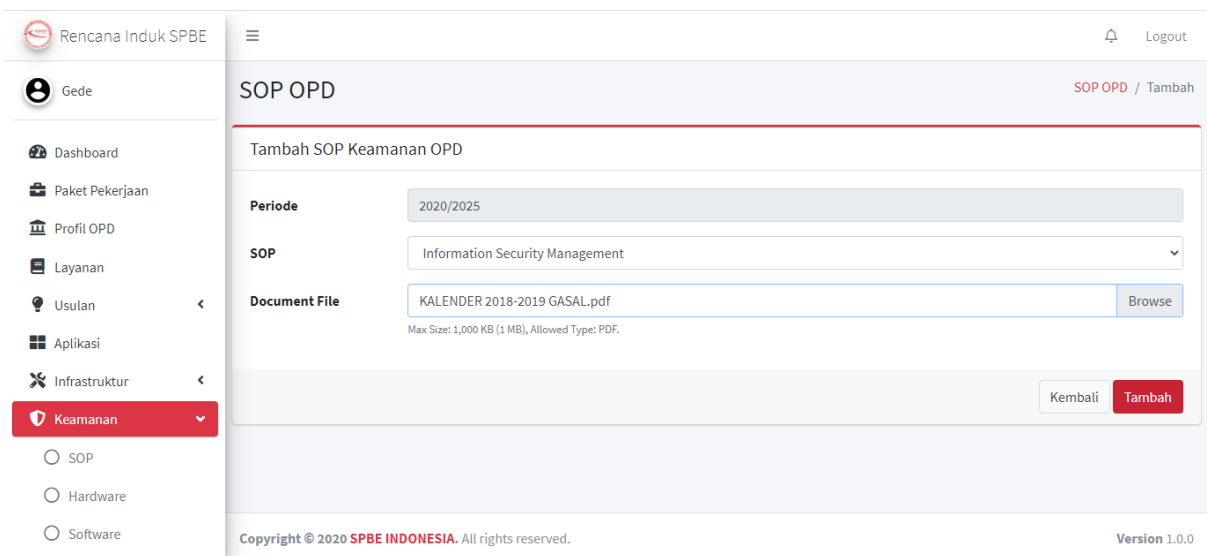 Rencana Induk SPBE
Logout
Gede
SOP OPD
SOP OPD / Tambah
Dashboard
Paket Pekerjaan
Profil OPD
Layanan
Usulan
Aplikasi
Infrastruktur
Keamanan
SOP
Hardware
Software
Tambah SOP Keamanan OPD
Periode
2020/2025
SOP
Information Security Management
Document File
KALENDER 2018-2019 GASAL.pdf
Browse
Max Size: 1,000 KB (1 MB), Allowed Type: PDF.
Kembali
Tambah
Copyright © 2020 SPBE INDONESIA. All rights reserved.
Version 1.0.0